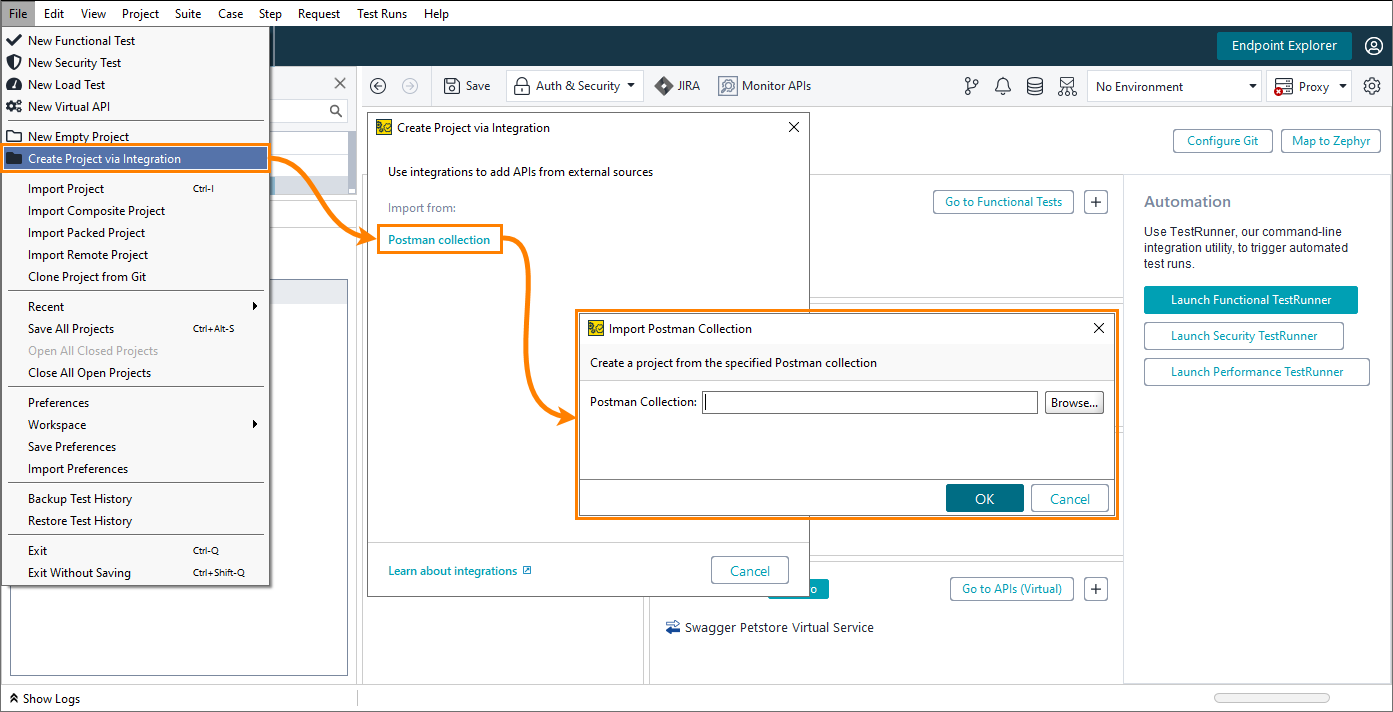 File Edit View Project Suite Case Step Request Test Runs Help
Endpoint Explorer
New Functional Test
New Security Test
New Load Test
New Virtual API
New Empty Project
Create Project via Integration
Import Project Ctrl-I
Import Composite Project
Import Packed Project
Import Remote Project
Clone Project from Git
Recent
Save All Projects Ctrl+Alt-S
Open All Closed Projects
Close All Open Projects
Preferences
Workspace
Save Preferences
Import Preferences
Backup Test History
Restore Test History
Exit Ctrl-Q
Exit Without Saving Ctrl+Shift-Q
Save Auth & Security JIRA Monitor APIs No Environment Proxy
Configure Git Map to Zephyr
Create Project via Integration
Use integrations to add APIs from external sources
Import from:
Postman collection
Learn about integrations Cancel
Go to Functional Tests +
Import Postman Collection
Create a project from the specified Postman collection
Postman Collection: Browse...
OK Cancel
Automation
Use TestRunner, our command-line
integration utility, to trigger automated
test runs.
Launch Functional TestRunner
Launch Security TestRunner
Launch Performance TestRunner
Go to APIs (Virtual) +
Swagger Petstore Virtual Service
Show Logs